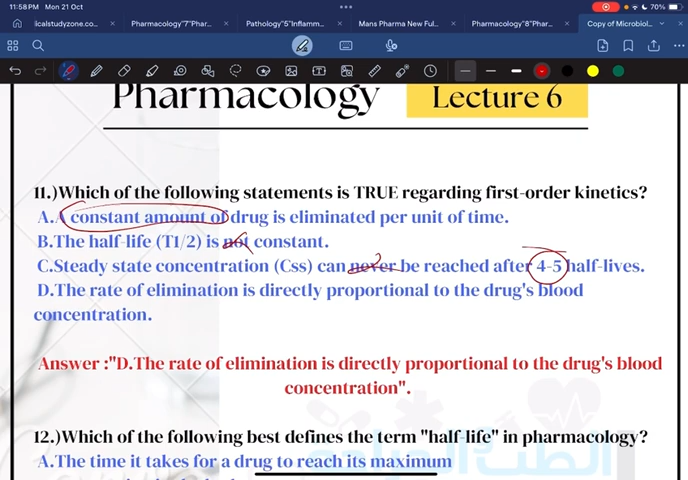 11:58 PM Mon 21 Oct
70%
icalstudyzone.co...
Pharmacology"7"Phar...
Pathology"5"Inflamm...
Mans Pharma New Ful...
Pharmacology"8"Phar...
Copy of Microbiol...
Pharmacology
Lecture 6
11.)Which of the following statements is TRUE regarding first-order kinetics?
A.A constant amount of drug is eliminated per unit of time.
B.The half-life (T1/2) is not constant.
C.Steady state concentration (Css) can never be reached after 4-5 half-lives.
D.The rate of elimination is directly proportional to the drug's blood
concentration.
Answer :"D.The rate of elimination is directly proportional to the drug's blood
concentration".
12.)Which of the following best defines the term "half-life" in pharmacology?
A.The time it takes for a drug to reach its maximum